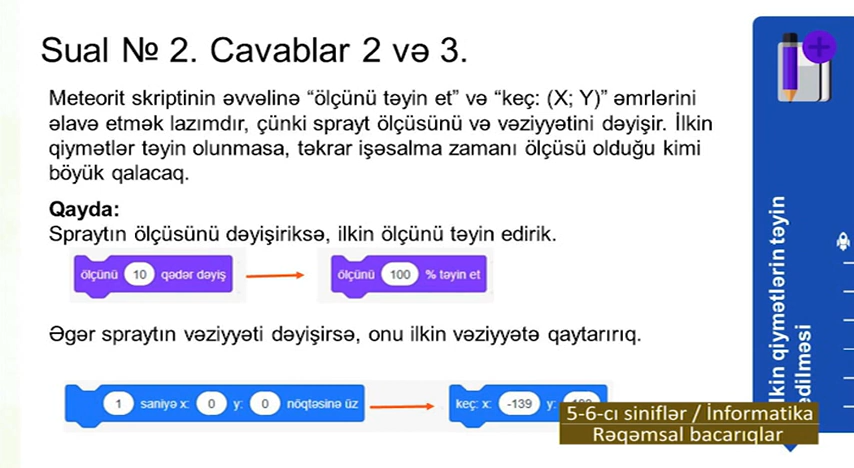 Sual № 2. Cavablar 2 və 3.
Meteorit skriptinin əvvəlinə “ölçünü təyin et” və “keç: (X; Y)” əmrlərini
əlavə etmək lazımdır, çünki sprayt ölçüsünü və vəziyyətini dəyişir. İlkin
qiymətlər təyin olunmasa, təkrar işəsalma zamanı ölçüsü olduğu kimi
böyük qalacaq.
Qayda:
Spraytın ölçüsünü dəyişiriksə, ilkin ölçünü təyin edirik.
ölçünü 10 qədər dəyiş
ölçünü 100 % təyin et
Əgər spraytın vəziyyəti dəyişirsə, onu ilkin vəziyyətə qaytarırıq.
1 saniyə x: 0 y: 0 nöqtəsinə üz
keç: x: -139 y:
5-6-cı siniflər / İnformatika
Rəqəmsal bacarıqlar
İlkin qiymətlərin təyin
edilməsi